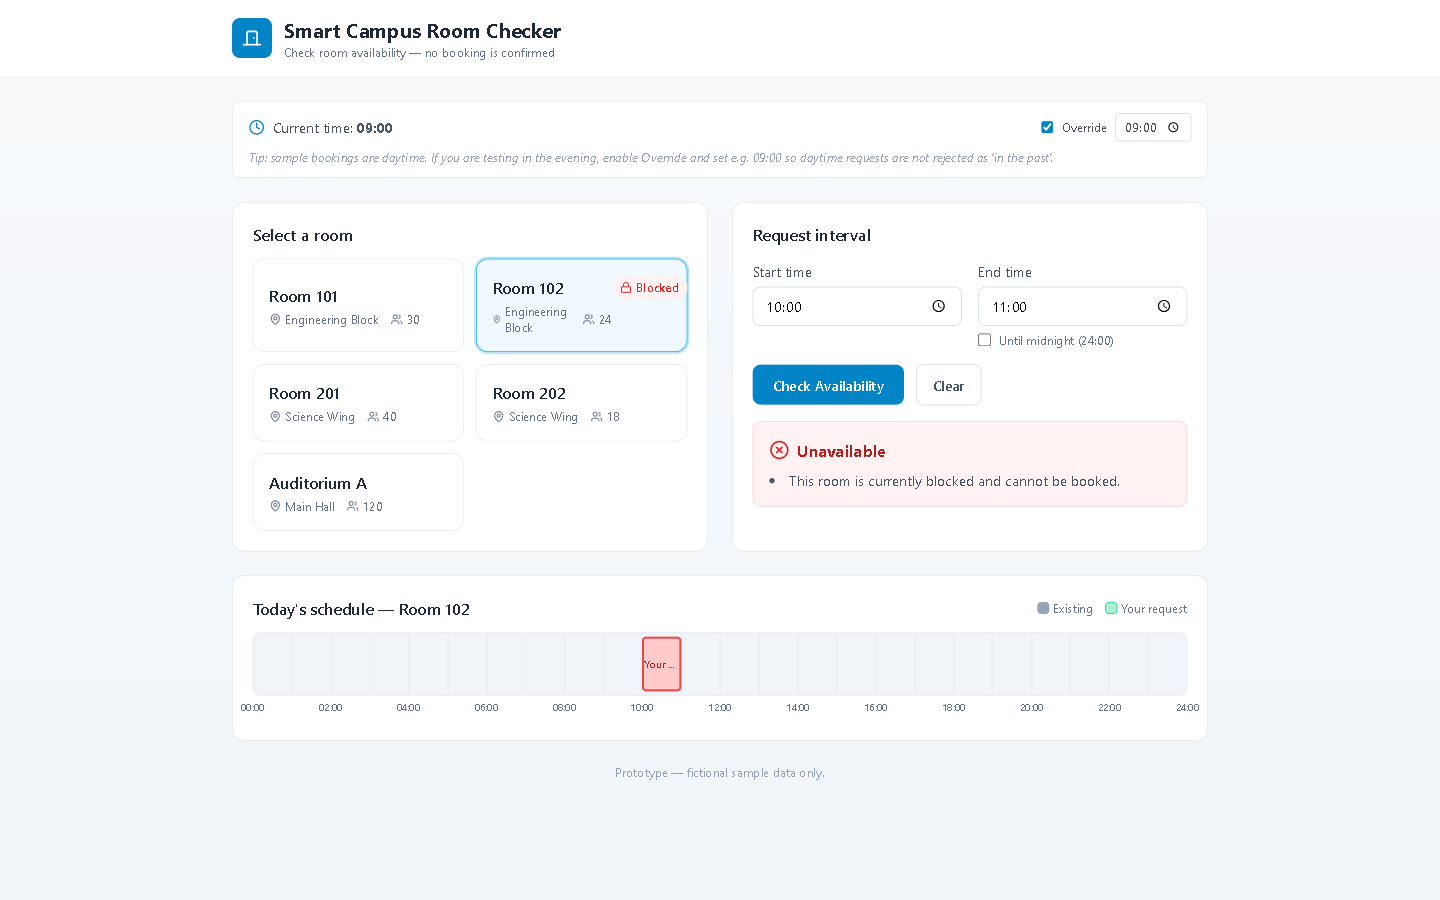 Smart Campus Room Checker
Check room availability — no booking is confirmed
Current time: 09:00
Override 09:00
Tip: sample bookings are daytime. If you are testing in the evening, enable Override and set e.g. 09:00 so daytime requests are not rejected as 'in the past'.
Select a room
Room 101
Engineering Block 30
Room 102 Blocked
Engineering Block 24
Room 201
Science Wing 40
Room 202
Science Wing 18
Auditorium A
Main Hall 120
Request interval
Start time End time
10:00 11:00
Until midnight (24:00)
Check Availability Clear
Unavailable
• This room is currently blocked and cannot be booked.
Today's schedule — Room 102
Existing Your request
Your ...
00:00 02:00 04:00 06:00 08:00 10:00 12:00 14:00 16:00 18:00 20:00 22:00 24:00
Prototype — fictional sample data only.